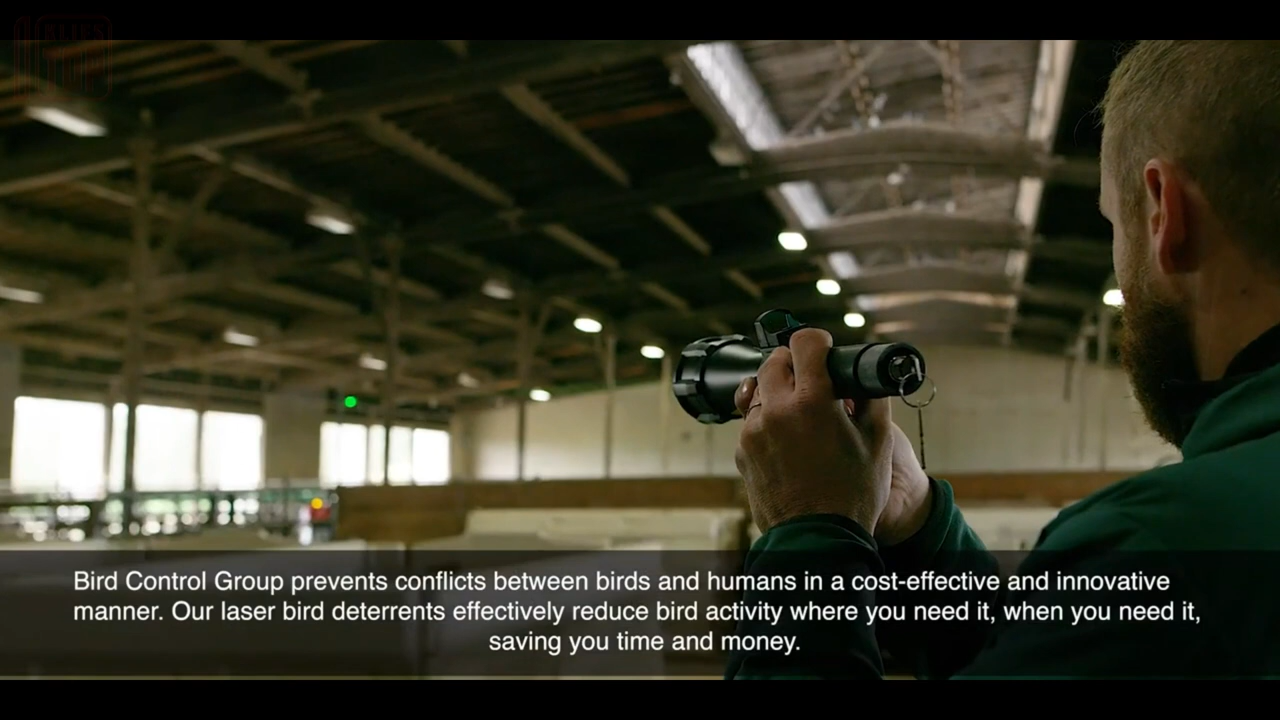 Bird Control Group prevents conflicts between birds and humans in a cost-effective and innovative
manner. Our laser bird deterrents effectively reduce bird activity where you need it, when you need it,
saving you time and money.